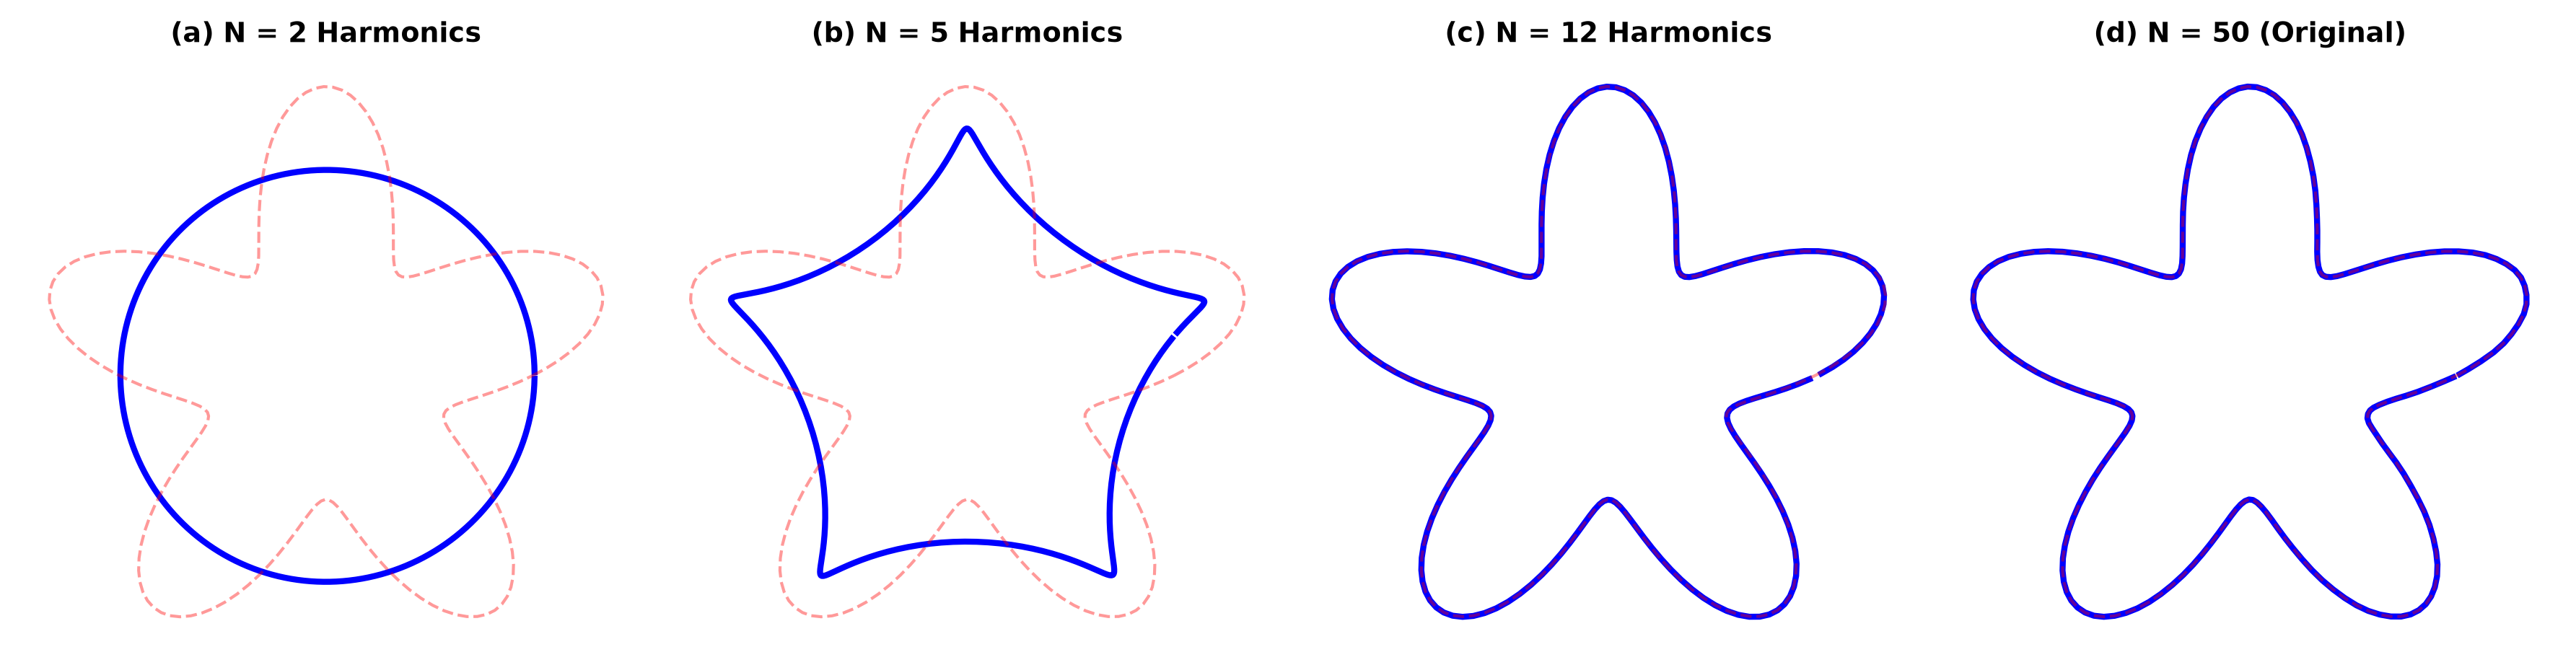 (a) N = 2 Harmonics
(b) N = 5 Harmonics
(c) N = 12 Harmonics
(d) N = 50 (Original)